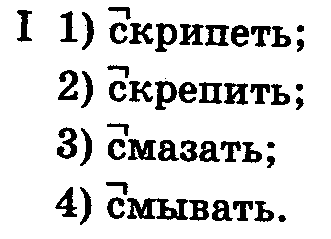 I 1) скрипеть;
2) скрепить;
3) смазать;
4) смывать.